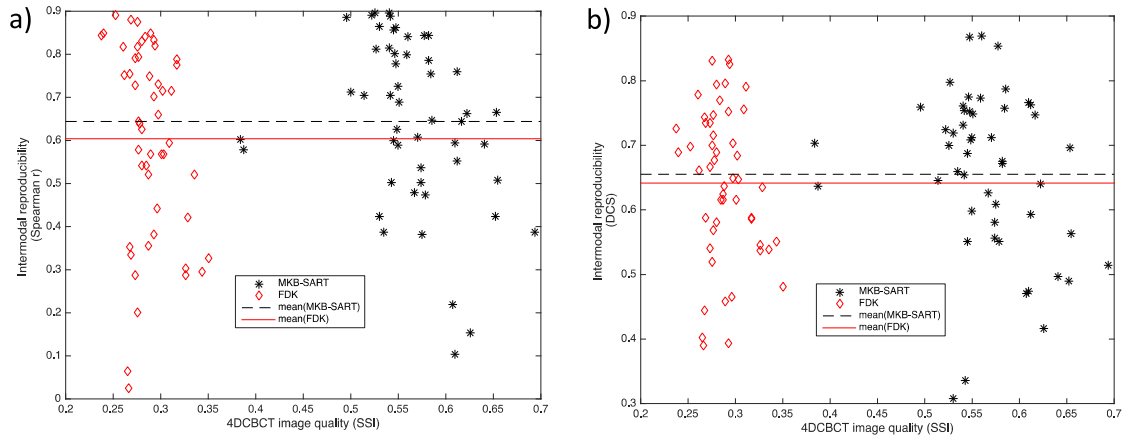 a)
0.9
0.8
0.7
0.6
0.5
0.4
0.3
0.2
0.1
0
Intermodal reproducibility
(Spearman r)
MKB-SART
FDK
mean(MKB-SART)
mean(FDK)
0.2 0.25 0.3 0.35 0.4 0.45 0.5 0.55 0.6 0.65 0.7
4DCBCT image quality (SSI)
b)
0.9
0.8
0.7
0.6
0.5
0.4
0.3
Intermodal reproducibility
(DCS)
MKB-SART
FDK
mean(MKB-SART)
mean(FDK)
0.2 0.25 0.3 0.35 0.4 0.45 0.5 0.55 0.6 0.65 0.7
4DCBCT image quality (SSI)